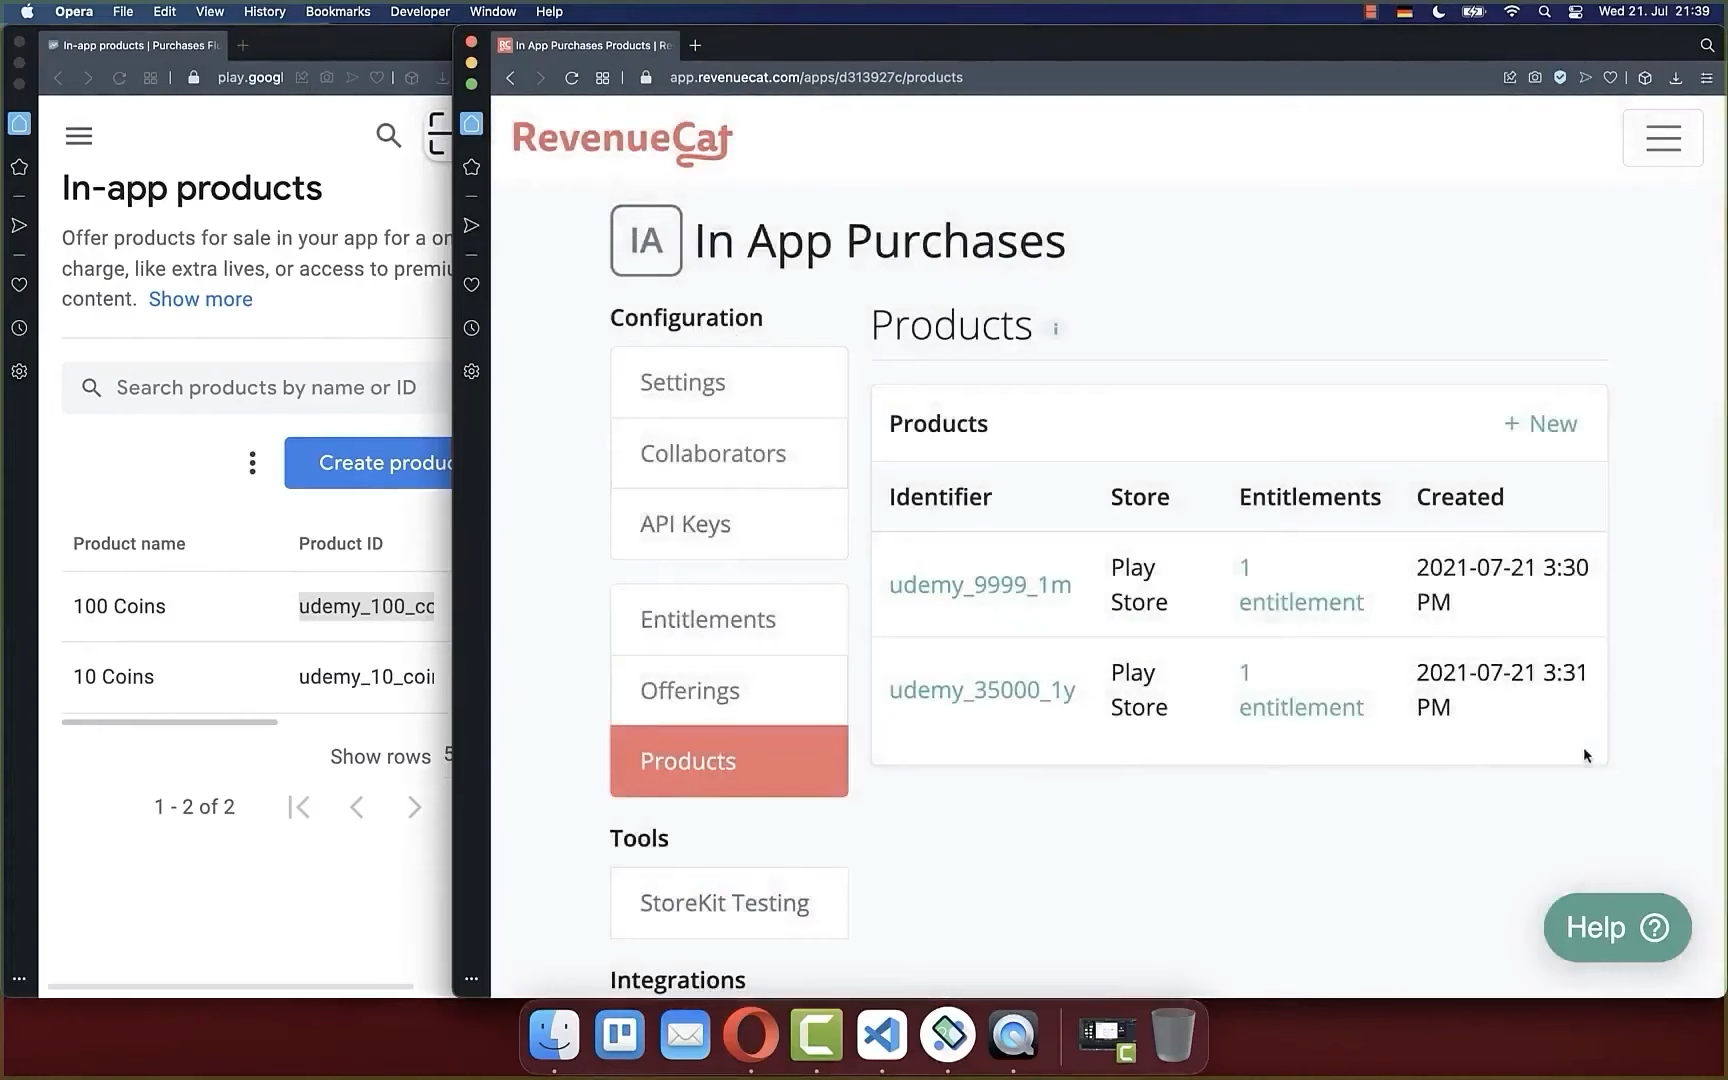 Opera File Edit View History Bookmarks Developer Window Help Wed 21. Jul 21:39
In-app products | Purchases Fl
In App Purchases Products | Re
play.googl
app.revenuecat.com/apps/d313927c/products
In-app products
Offer products for sale in your app for a on
charge, like extra lives, or access to premiu
content. Show more
Search products by name or ID
Create produc
Product name Product ID
100 Coins udemy_100_co
10 Coins udemy_10_coi
Show rows 5
1 - 2 of 2
RevenueCat
IA In App Purchases
Configuration
Settings
Collaborators
API Keys
Entitlements
Offerings
Products
Tools
StoreKit Testing
Integrations
Products i
Products + New
Identifier Store Entitlements Created
udemy_9999_1m Play Store 1 entitlement 2021-07-21 3:30 PM
udemy_35000_1y Play Store 1 entitlement 2021-07-21 3:31 PM
Help ?